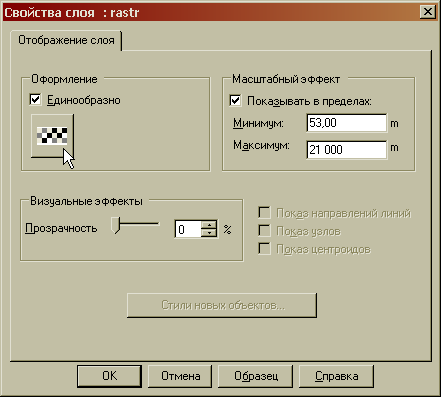 Свойства слоя : rastr
Отображение слоя
Оформление
Единообразно
Масштабный эффект
Показывать в пределах:
Минимум: 53,00 m
Максимум: 21 000 m
Визуальные эффекты
Прозрачность 0 %
Показ направлений линий
Показ узлов
Показ центроидов
Стили новых объектов...
OK Отмена Образец Справка